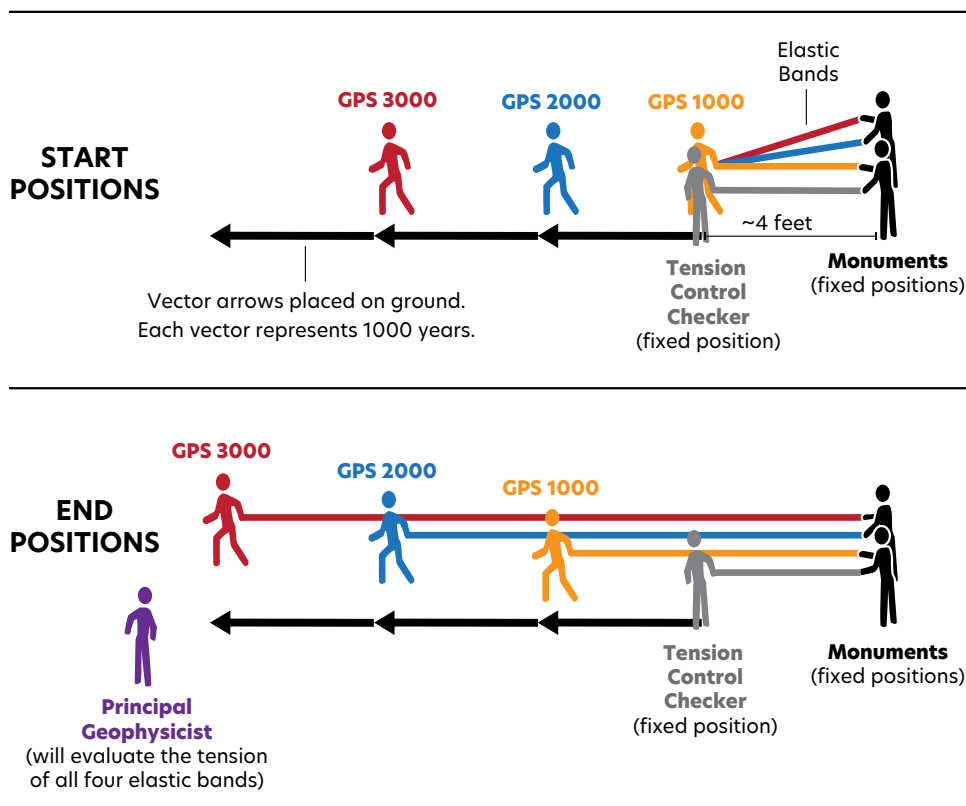 Elastic
Bands
GPS 3000
GPS 2000
GPS 1000
START
POSITIONS
~4 feet
Vector arrows placed on ground.
Each vector represents 1000 years.
Tension
Control
Checker
(fixed position)
Monuments
(fixed positions)
GPS 3000
GPS 2000
GPS 1000
END
POSITIONS
Principal
Geophysicist
(will evaluate the tension
of all four elastic bands)
Tension
Control
Checker
(fixed position)
Monuments
(fixed positions)